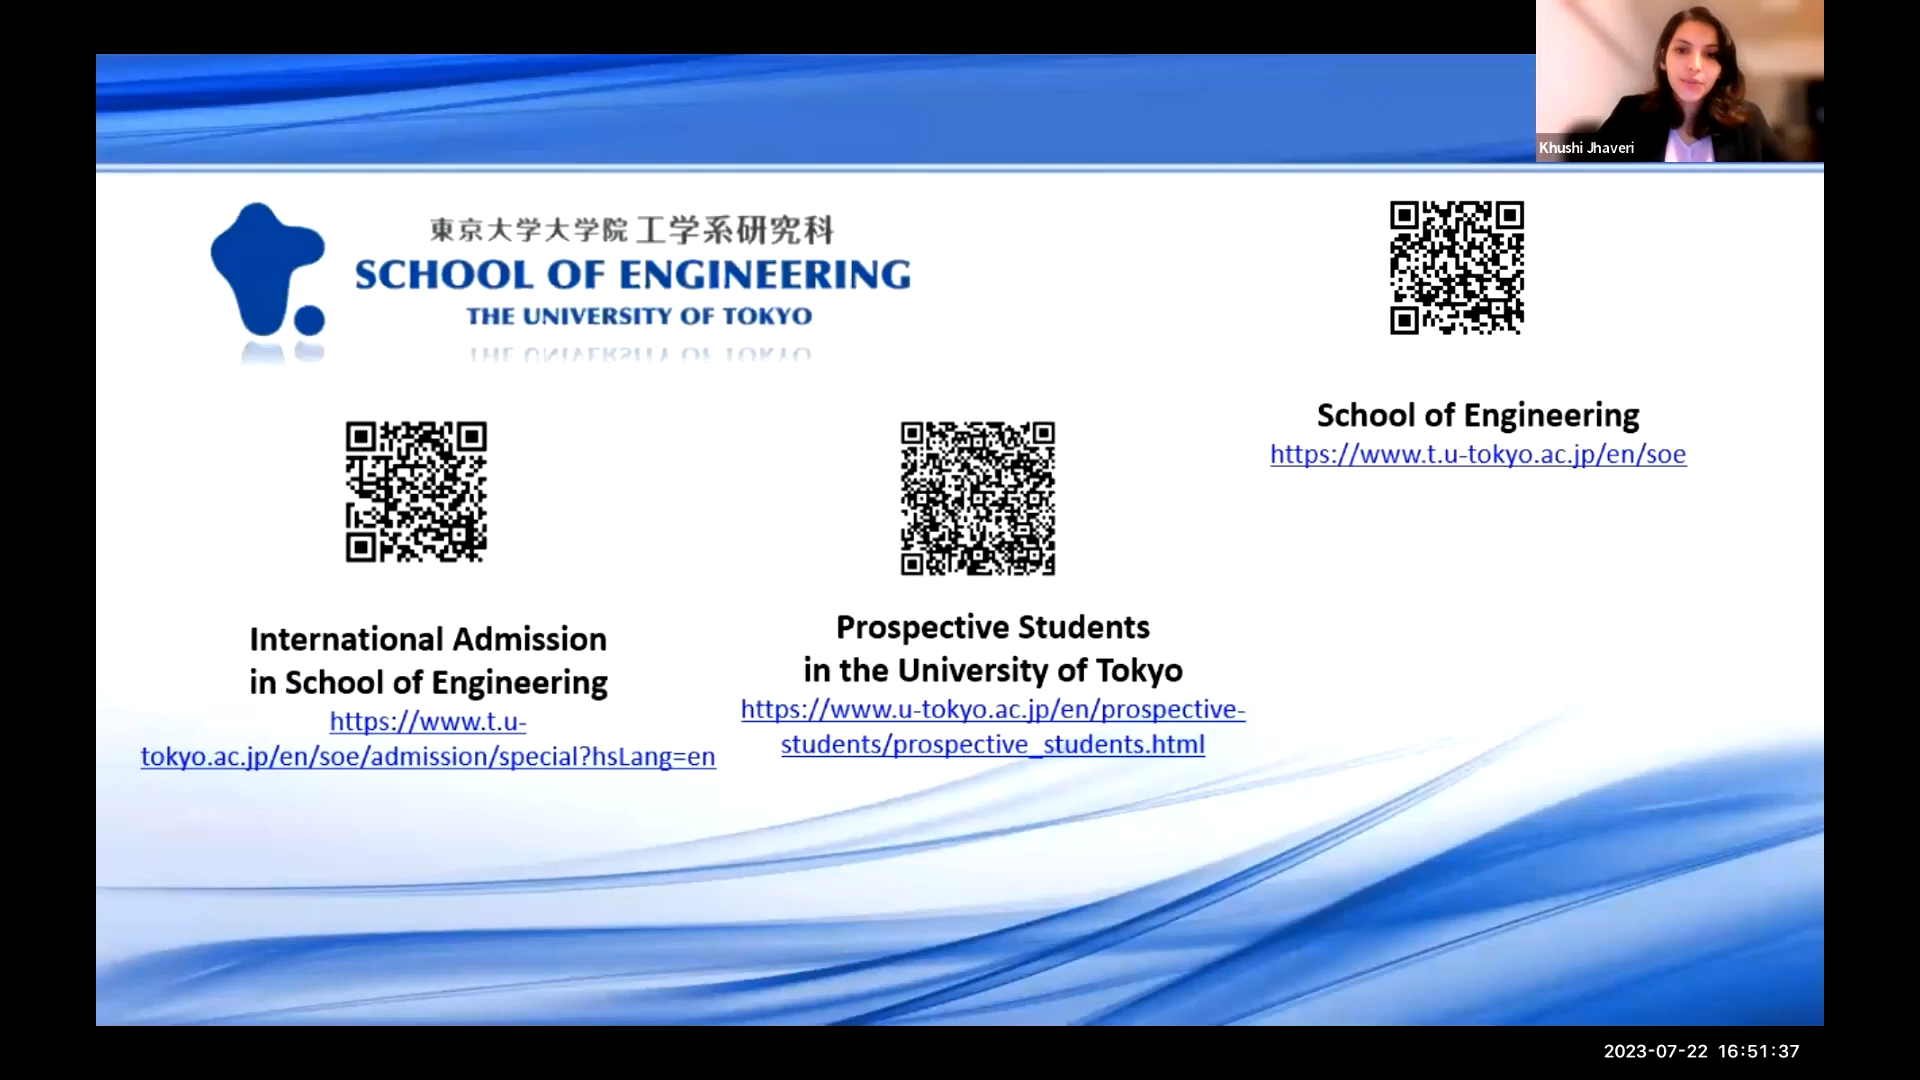 Khushi Jhaveri
東京大学大学院 工学系研究科
SCHOOL OF ENGINEERING
THE UNIVERSITY OF TOKYO
School of Engineering
https://www.t.u-tokyo.ac.jp/en/soe
International Admission
in School of Engineering
https://www.t.u-
tokyo.ac.jp/en/soe/admission/special?hsLang=en
Prospective Students
in the University of Tokyo
https://www.u-tokyo.ac.jp/en/prospective-
students/prospective_students.html
2023-07-22 16:51:37